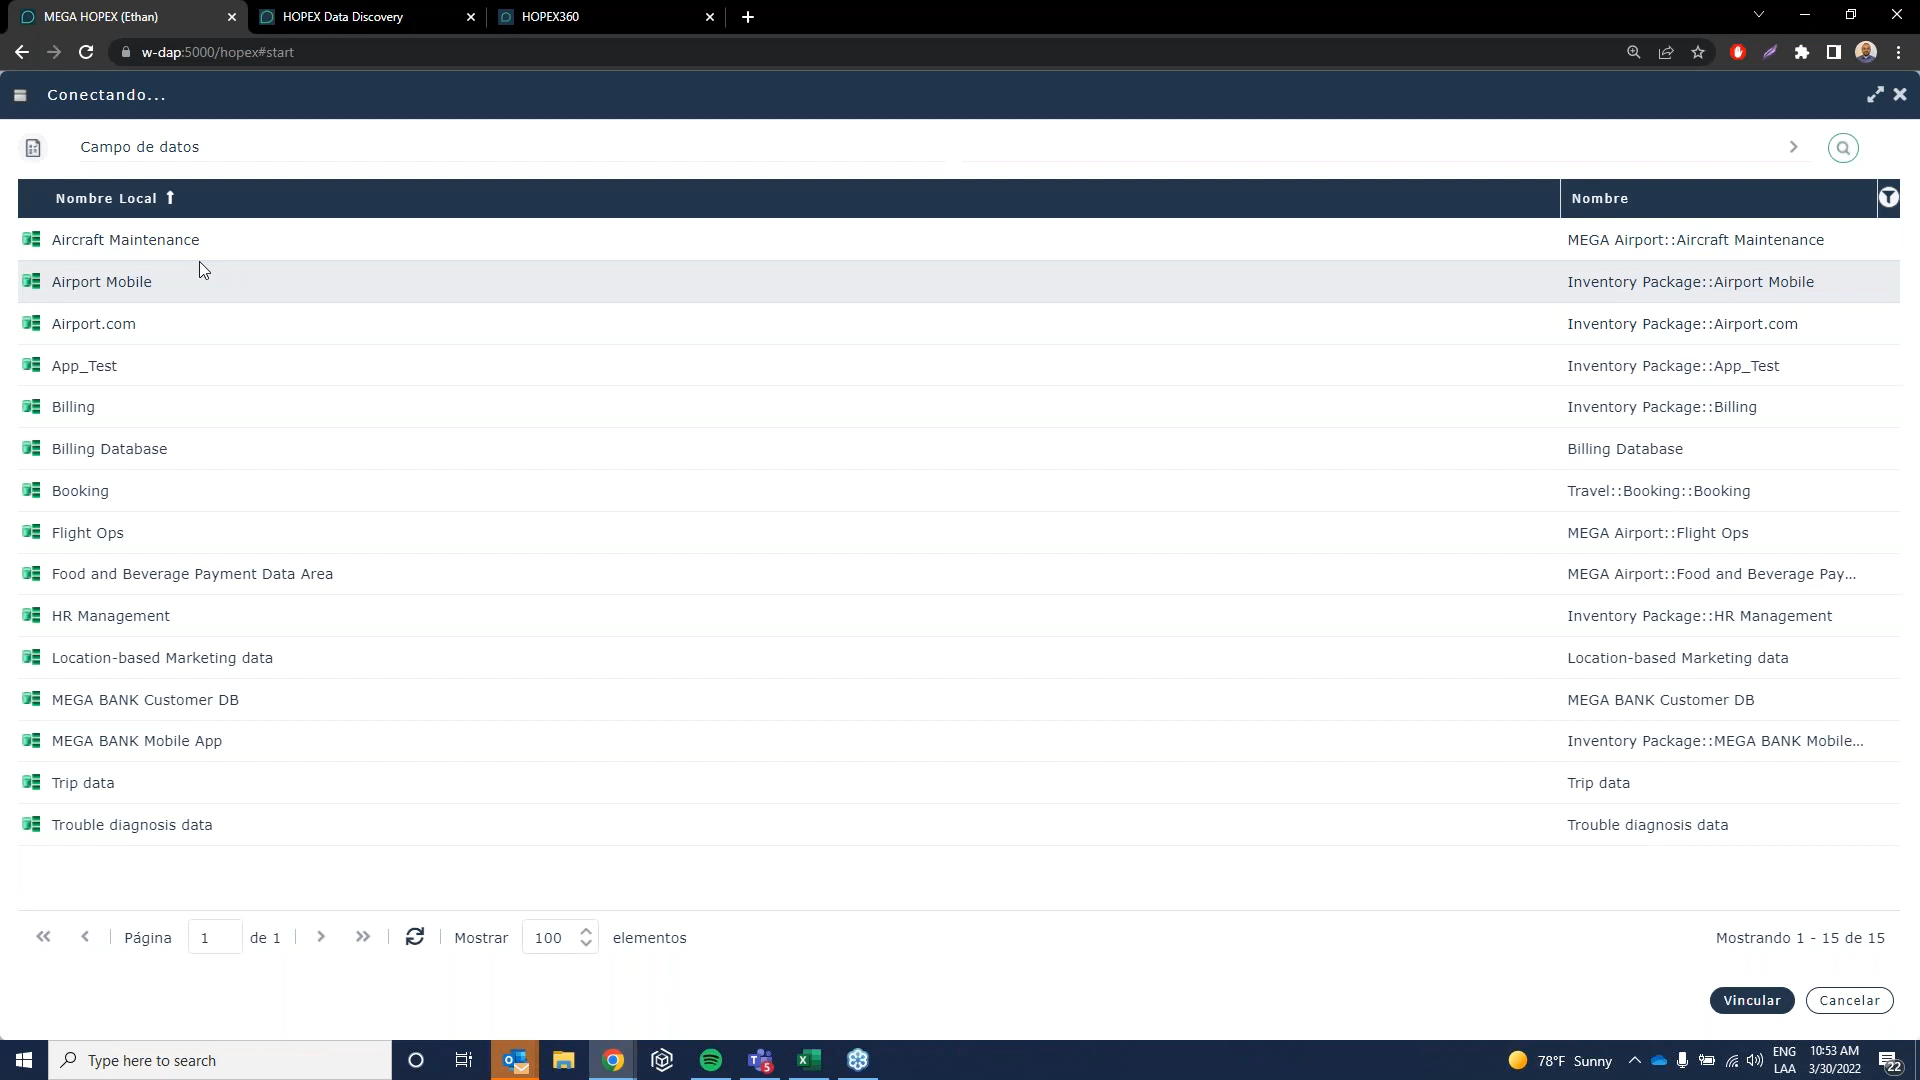 MEGA HOPEX (Ethan)
HOPEX Data Discovery
HOPEX360
w-dap:5000/hopex#start
Conectando...
Campo de datos
Nombre Local
Nombre
Aircraft Maintenance
MEGA Airport::Aircraft Maintenance
Airport Mobile
Inventory Package::Airport Mobile
Airport.com
Inventory Package::Airport.com
App_Test
Inventory Package::App_Test
Billing
Inventory Package::Billing
Billing Database
Billing Database
Booking
Travel::Booking::Booking
Flight Ops
MEGA Airport::Flight Ops
Food and Beverage Payment Data Area
MEGA Airport::Food and Beverage Pay...
HR Management
Inventory Package::HR Management
Location-based Marketing data
Location-based Marketing data
MEGA BANK Customer DB
MEGA BANK Customer DB
MEGA BANK Mobile App
Inventory Package::MEGA BANK Mobile...
Trip data
Trip data
Trouble diagnosis data
Trouble diagnosis data
Página 1 de 1 Mostrar 100 elementos
Mostrando 1 - 15 de 15
Vincular
Cancelar
Type here to search
5
78°F Sunny
ENG
LAA
10:53 AM
3/30/2022
22